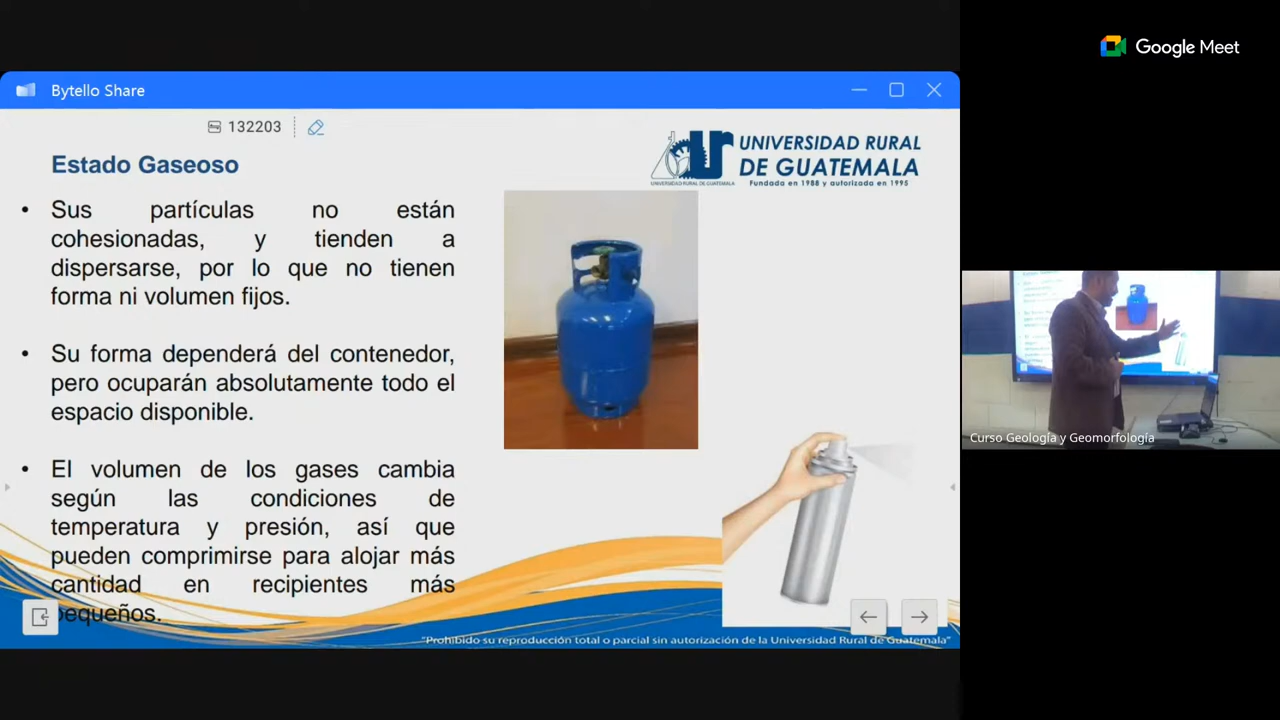 Google Meet
Bytello Share
132203
UNIVERSIDAD RURAL
DE GUATEMALA
Fundada en 1988 y autorizada en 1995
UNIVERSIDAD RURAL DE GUATEMALA
Estado Gaseoso
• Sus partículas no están
cohesionadas, y tienden a
dispersarse, por lo que no tienen
forma ni volumen fijos.
• Su forma dependerá del contenedor,
pero ocuparán absolutamente todo el
espacio disponible.
• El volumen de los gases cambia
según las condiciones de
temperatura y presión, así que
pueden comprimirse para alojar más
cantidad en recipientes más
pequeños.
"Prohibido su reproducción total o parcial sin autorización de la Universidad Rural de Guatemala"
Curso Geología y Geomorfología